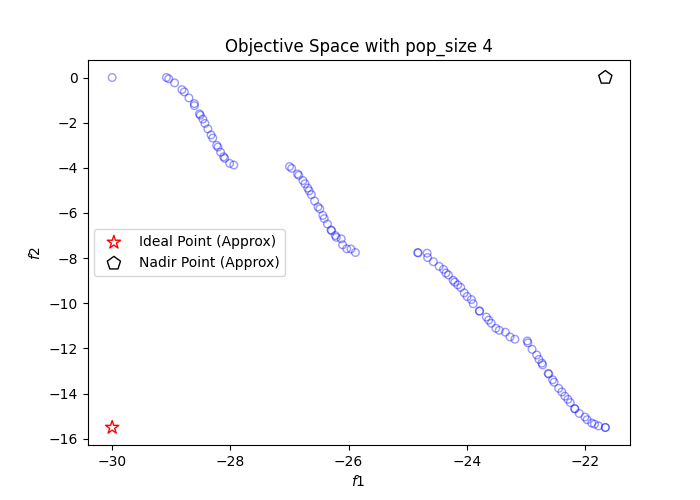 Objective Space with pop_size 4
0
−2
−4
−6
−8
−10
−12
−14
−16
f2
Ideal Point (Approx)
Nadir Point (Approx)
−30
−28
−26
−24
−22
f1